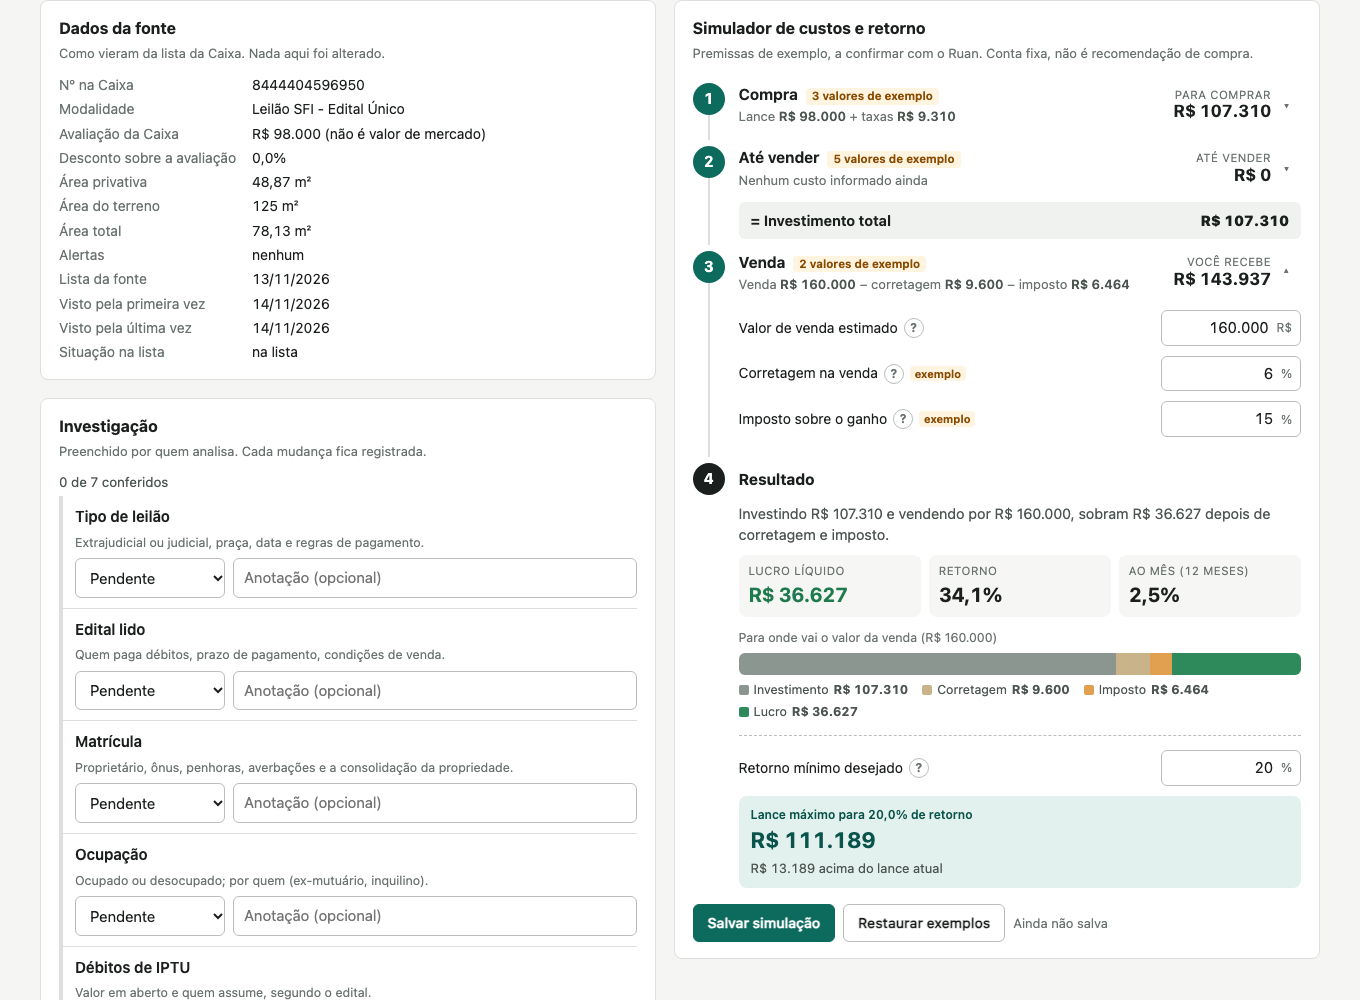 Dados da fonte
Como vieram da lista da Caixa. Nada aqui foi alterado.
Nº na Caixa 8444404596950
Modalidade Leilão SFI - Edital Único
Avaliação da Caixa R$ 98.000 (não é valor de mercado)
Desconto sobre a avaliação 0,0%
Área privativa 48,87 m²
Área do terreno 125 m²
Área total 78,13 m²
Alertas nenhum
Lista da fonte 13/11/2026
Visto pela primeira vez 14/11/2026
Visto pela última vez 14/11/2026
Situação na lista na lista
Investigação
Preenchido por quem analisa. Cada mudança fica registrada.
0 de 7 conferidos
Tipo de leilão
Extrajudicial ou judicial, praça, data e regras de pagamento.
Pendente Anotação (opcional)
Edital lido
Quem paga débitos, prazo de pagamento, condições de venda.
Pendente Anotação (opcional)
Matrícula
Proprietário, ônus, penhoras, averbações e a consolidação da propriedade.
Pendente Anotação (opcional)
Ocupação
Ocupado ou desocupado; por quem (ex-mutuário, inquilino).
Pendente Anotação (opcional)
Débitos de IPTU
Valor em aberto e quem assume, segundo o edital.
Simulador de custos e retorno
Premissas de exemplo, a confirmar com o Ruan. Conta fixa, não é recomendação de compra.
1 Compra 3 valores de exemplo PARA COMPRAR
Lance R$ 98.000 + taxas R$ 9.310 R$ 107.310
2 Até vender 5 valores de exemplo ATÉ VENDER
Nenhum custo informado ainda R$ 0
= Investimento total R$ 107.310
3 Venda 2 valores de exemplo VOCÊ RECEBE
Venda R$ 160.000 – corretagem R$ 9.600 – imposto R$ 6.464 R$ 143.937
Valor de venda estimado ? 160.000 R$
Corretagem na venda ? exemplo 6 %
Imposto sobre o ganho ? exemplo 15 %
4 Resultado
Investindo R$ 107.310 e vendendo por R$ 160.000, sobram R$ 36.627 depois de
corretagem e imposto.
LUCRO LÍQUIDO RETORNO AO MÊS (12 MESES)
R$ 36.627 34,1% 2,5%
Para onde vai o valor da venda (R$ 160.000)
Investimento R$ 107.310 Corretagem R$ 9.600 Imposto R$ 6.464
Lucro R$ 36.627
Retorno mínimo desejado ? 20 %
Lance máximo para 20,0% de retorno
R$ 111.189
R$ 13.189 acima do lance atual
Salvar simulação Restaurar exemplos Ainda não salva